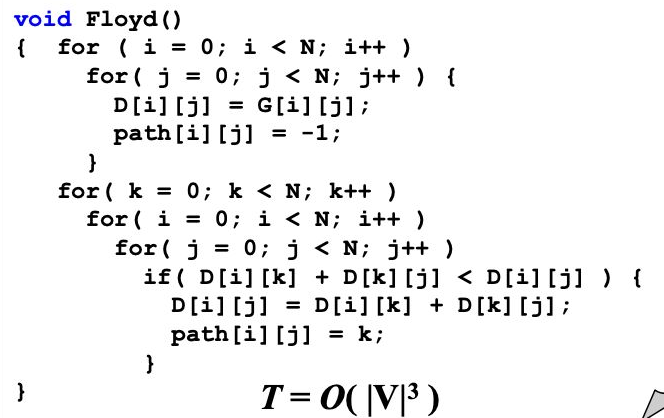 void Floyd()
{ for ( i = 0; i < N; i++ )
for( j = 0; j < N; j++ ) {
D[i][j] = G[i][j];
path[i][j] = -1;
}
for( k = 0; k < N; k++ )
for( i = 0; i < N; i++ )
for( j = 0; j < N; j++ )
if( D[i][k] + D[k][j] < D[i][j] ) {
D[i][j] = D[i][k] + D[k][j];
path[i][j] = k;
}
} T = O( |V|³ )